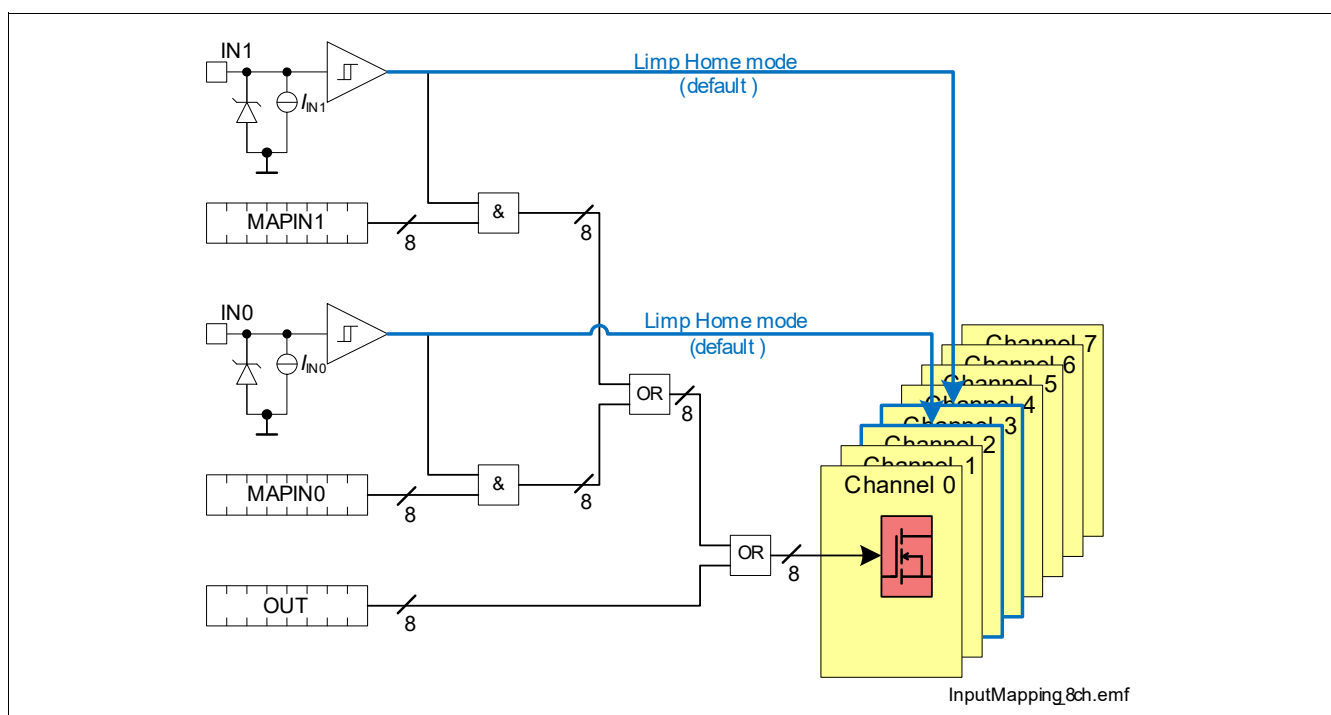 IN1
Limp Home mode
(default )
I_IN1
MAPIN1
8
&
8
IN0
Limp Home mode
(default )
I_IN0
Channel 7
Channel 6
Channel 5
Channel 4
Channel 3
Channel 2
Channel 1
Channel 0
OR
8
MAPIN0
8
&
8
OR
8
OUT
8
InputMapping_8ch.emf